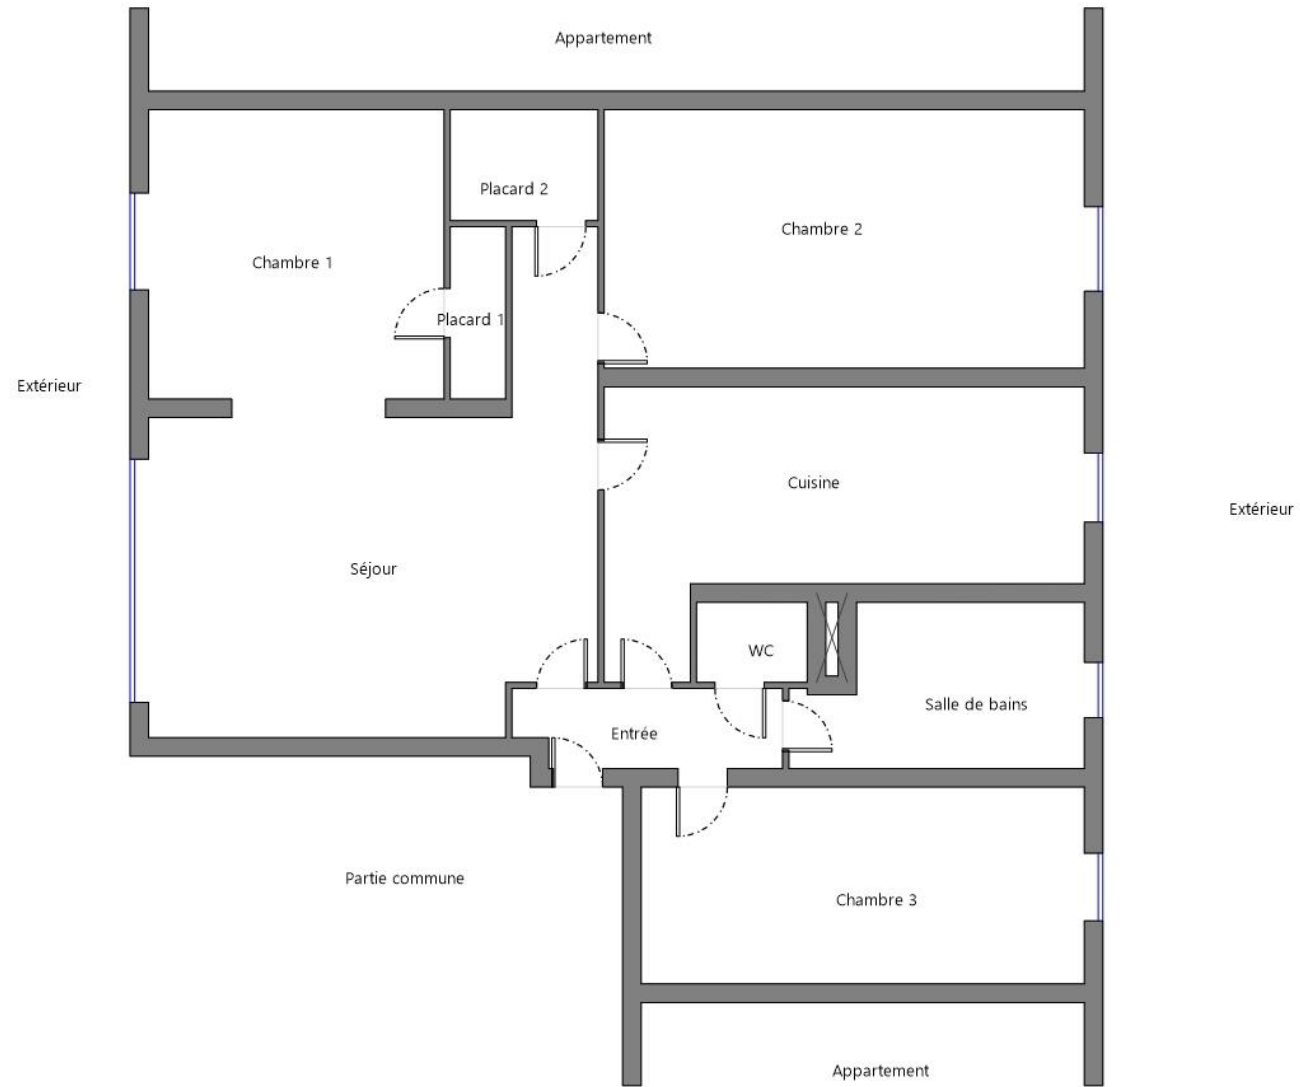 Appartement
Placard 2
Chambre 2
Chambre 1
Placard 1
Extérieur
Cuisine
Extérieur
Séjour
WC
Salle de bains
Entrée
Partie commune
Chambre 3
Appartement